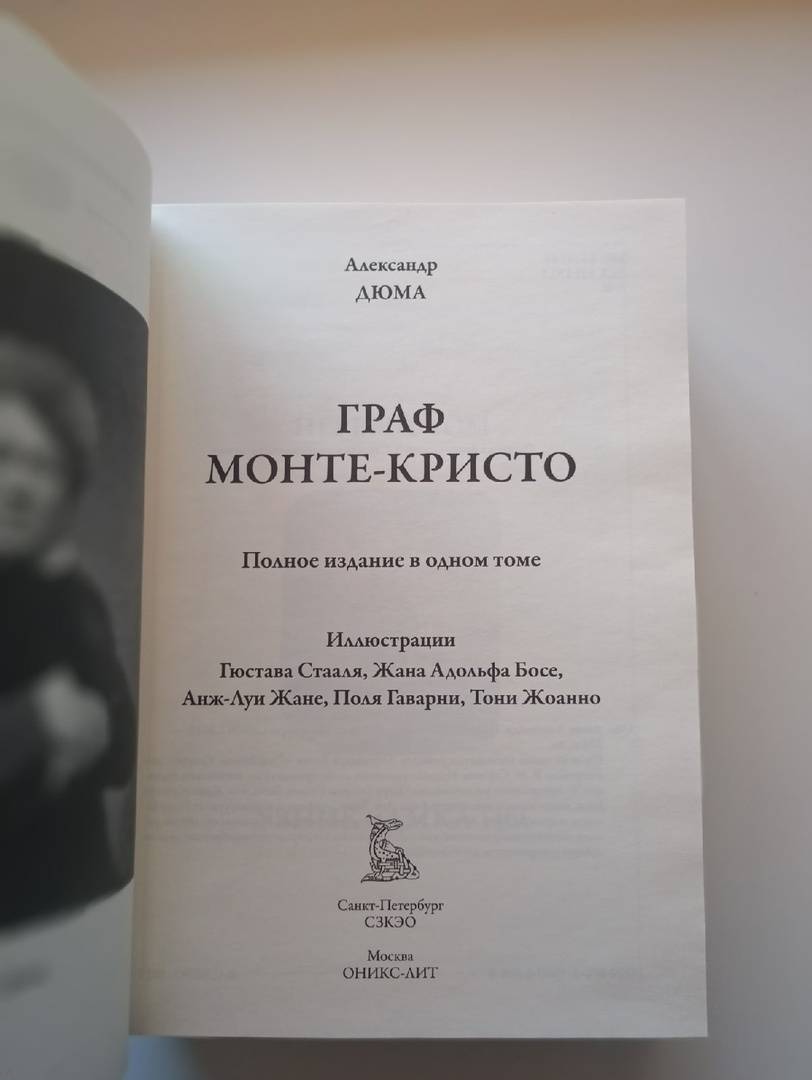 Александр
ДЮМА
ГРАФ
МОНТЕ-КРИСТО
Полное издание в одном томе
Иллюстрации
Гюстава Стааля, Жана Адольфа Босе,
Анж-Луи Жане, Поля Гаварни, Тони Жоанно
Санкт-Петербург
СЗКЭО
Москва
ОНИКС-ЛИТ